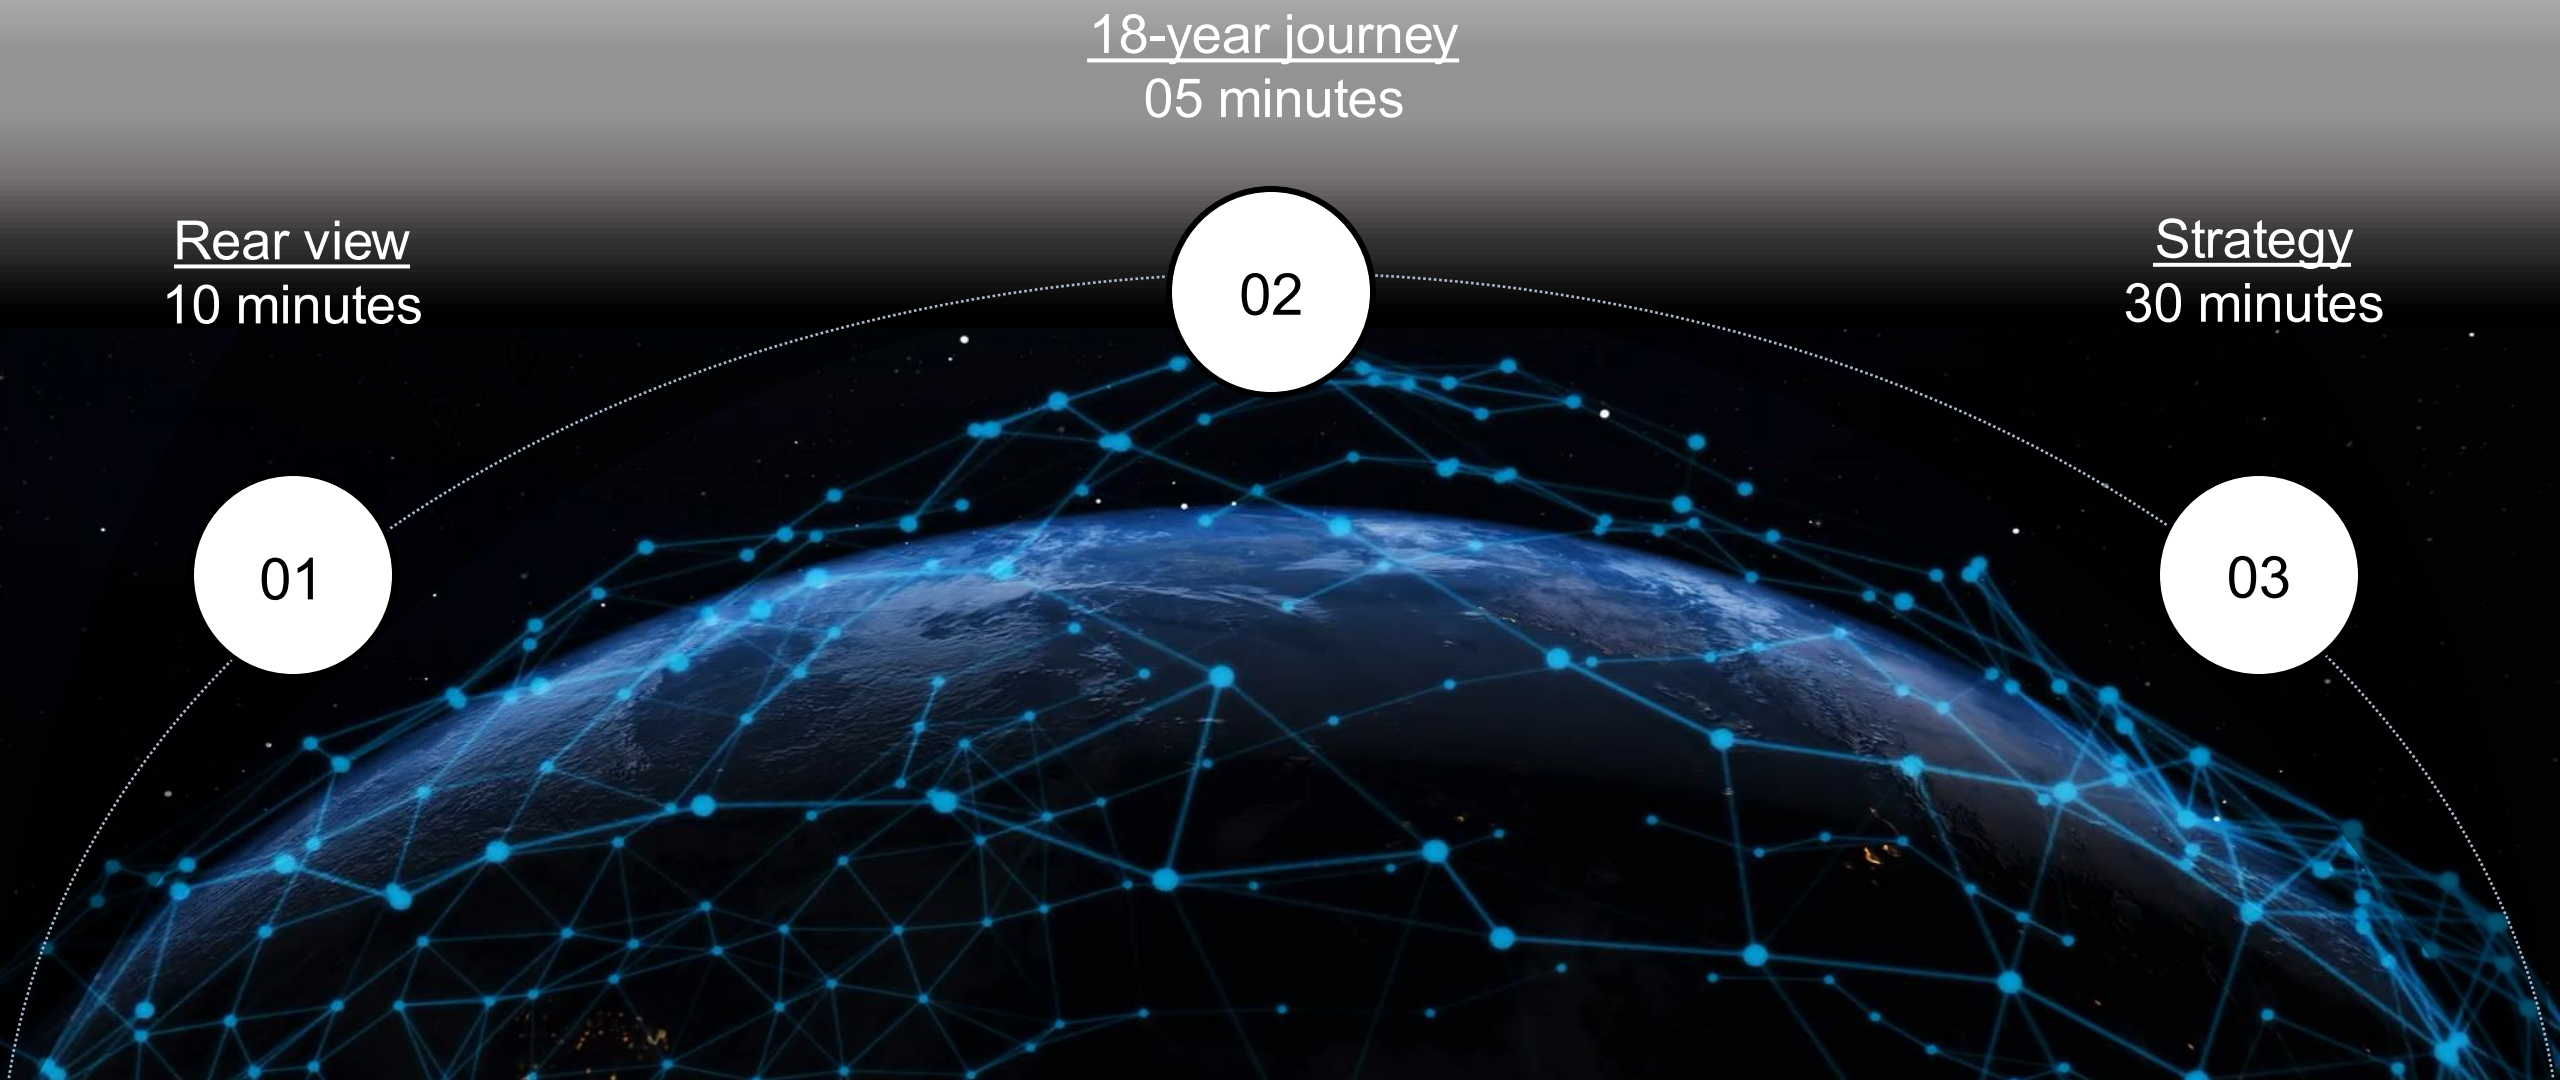 18-year journey
05 minutes
Rear view
10 minutes
Strategy
30 minutes
02
01
03